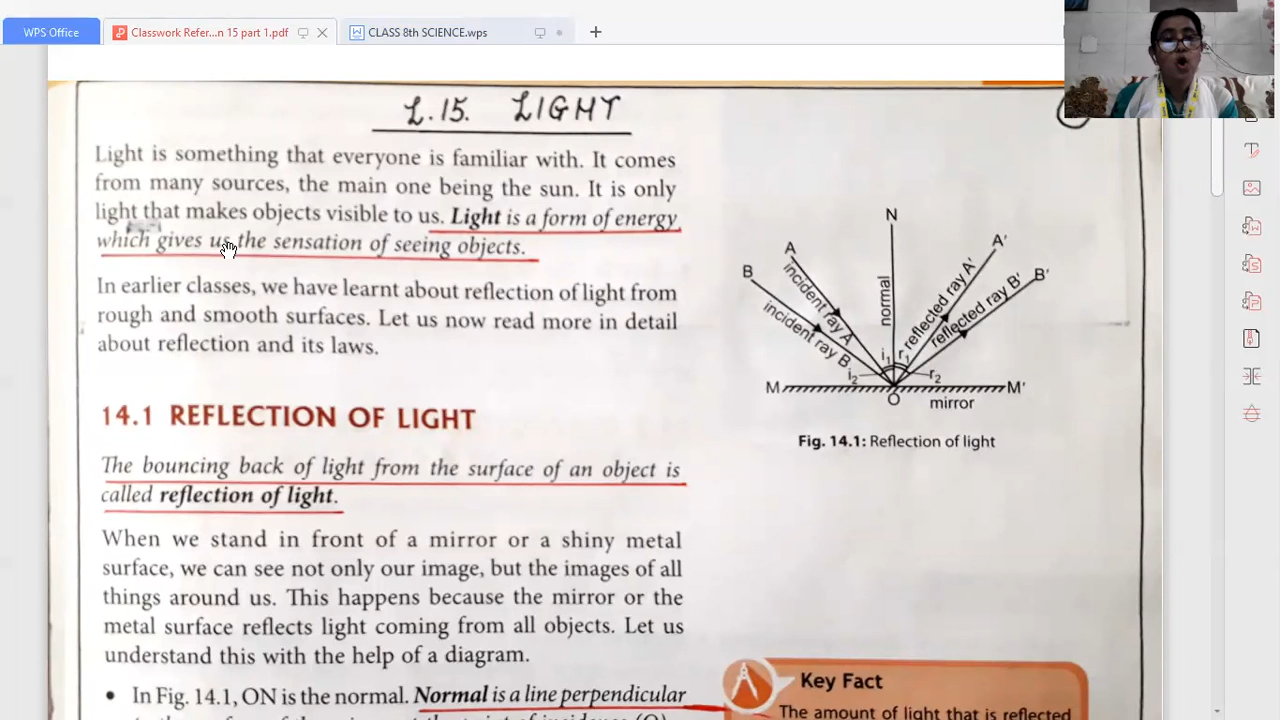 WPS Office
Classwork Refer...n 15 part 1.pdf
CLASS 8th SCIENCE.wps
L.15. LIGHT
Light is something that everyone is familiar with. It comes
from many sources, the main one being the sun. It is only
light that makes objects visible to us. Light is a form of energy
which gives us the sensation of seeing objects.
In earlier classes, we have learnt about reflection of light from
rough and smooth surfaces. Let us now read more in detail
about reflection and its laws.
14.1 REFLECTION OF LIGHT
The bouncing back of light from the surface of an object is
called reflection of light.
When we stand in front of a mirror or a shiny metal
surface, we can see not only our image, but the images of all
things around us. This happens because the mirror or the
metal surface reflects light coming from all objects. Let us
understand this with the help of a diagram.
• In Fig. 14.1, ON is the normal. Normal is a line perpendicular
N
A
A'
B
B'
incident ray A
incident ray B
normal
reflected ray A'
reflected ray B'
i₁ r₁
i₂ r₂
M M'
O
mirror
Fig. 14.1: Reflection of light
Key Fact
The amount of light that is reflected